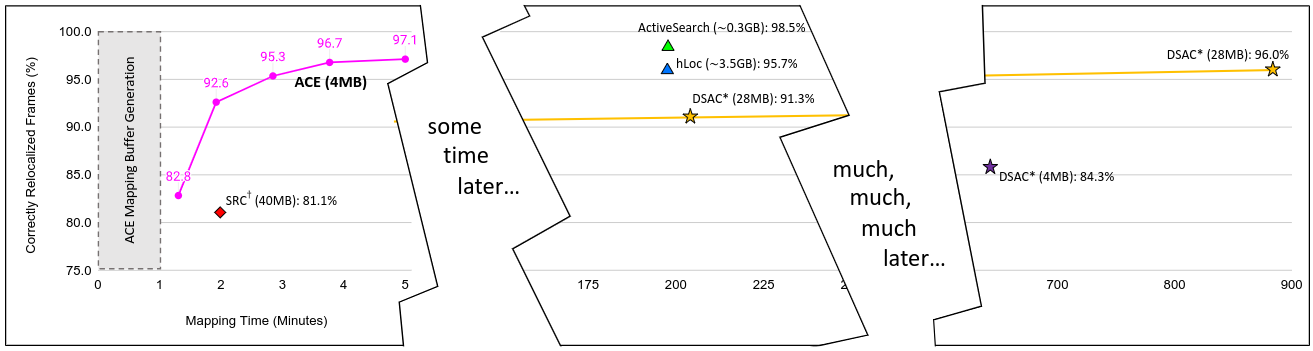 Correctly Relocalized Frames (%)
100.0
95.0
90.0
85.0
80.0
75.0
ACE Mapping Buffer Generation
82.8
92.6
95.3
96.7
97.1
ACE (4MB)
SRC† (40MB): 81.1%
0
1
2
3
4
5
Mapping Time (Minutes)
some
time
later...
ActiveSearch (~0.3GB): 98.5%
hLoc (~3.5GB): 95.7%
DSAC* (28MB): 91.3%
175
200
225
2
much,
much,
much
later...
DSAC* (28MB): 96.0%
DSAC* (4MB): 84.3%
700
800
900